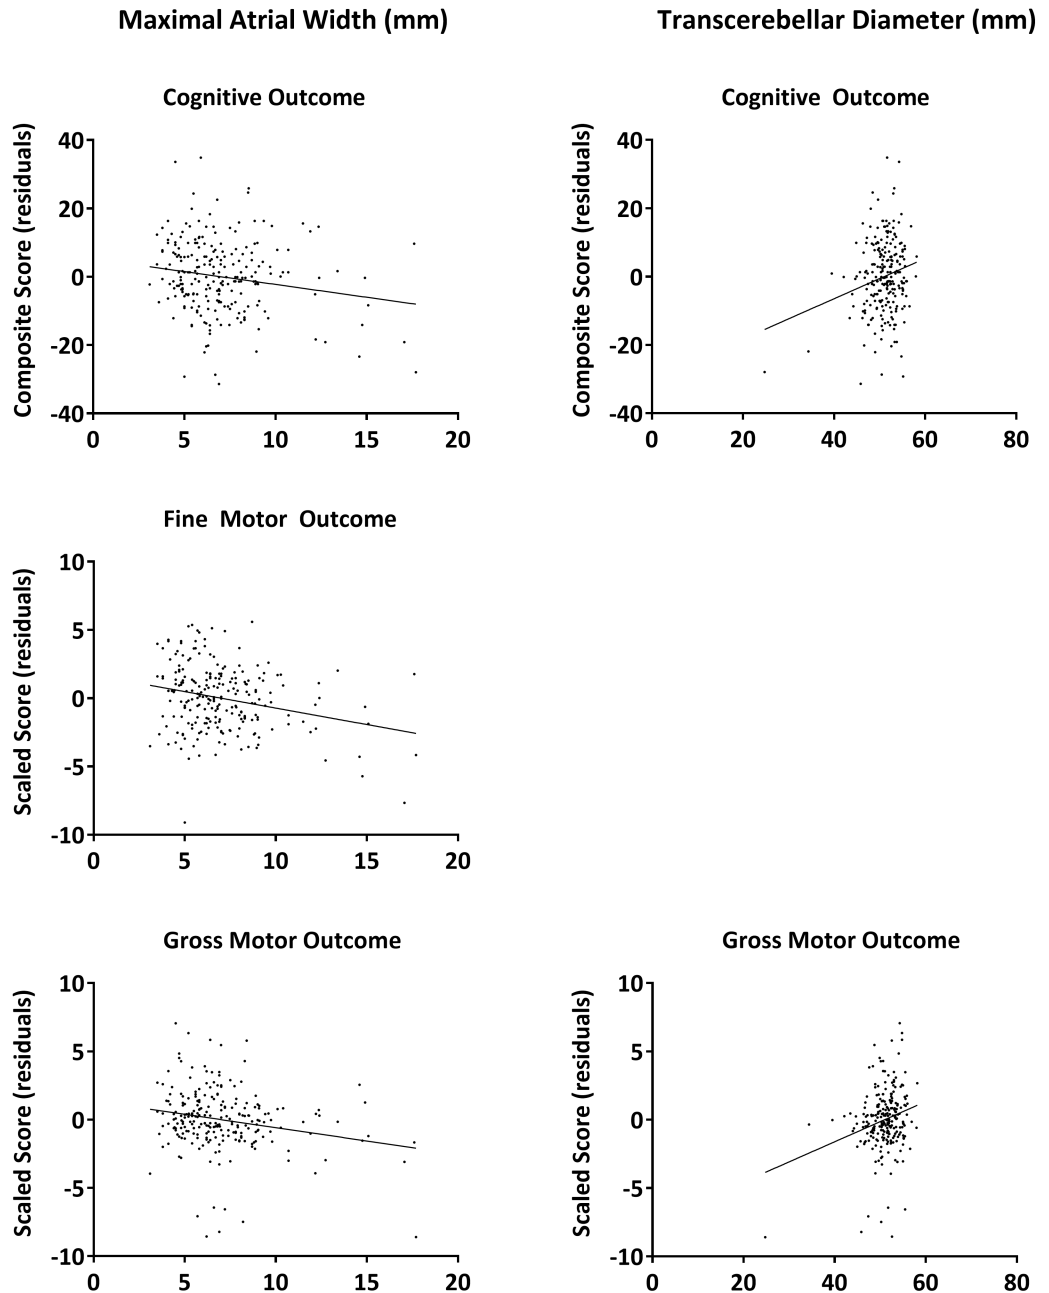 Maximal Atrial Width (mm)
Transcerebellar Diameter (mm)
Cognitive Outcome
Composite Score (residuals)
40
20
0
-20
-40
0 5 10 15 20
Cognitive Outcome
Composite Score (residuals)
40
20
0
-20
-40
0 20 40 60 80
Fine Motor Outcome
Scaled Score (residuals)
10
5
0
-5
-10
0 5 10 15 20
Gross Motor Outcome
Scaled Score (residuals)
10
5
0
-5
-10
0 5 10 15 20
Gross Motor Outcome
Scaled Score (residuals)
10
5
0
-5
-10
0 20 40 60 80